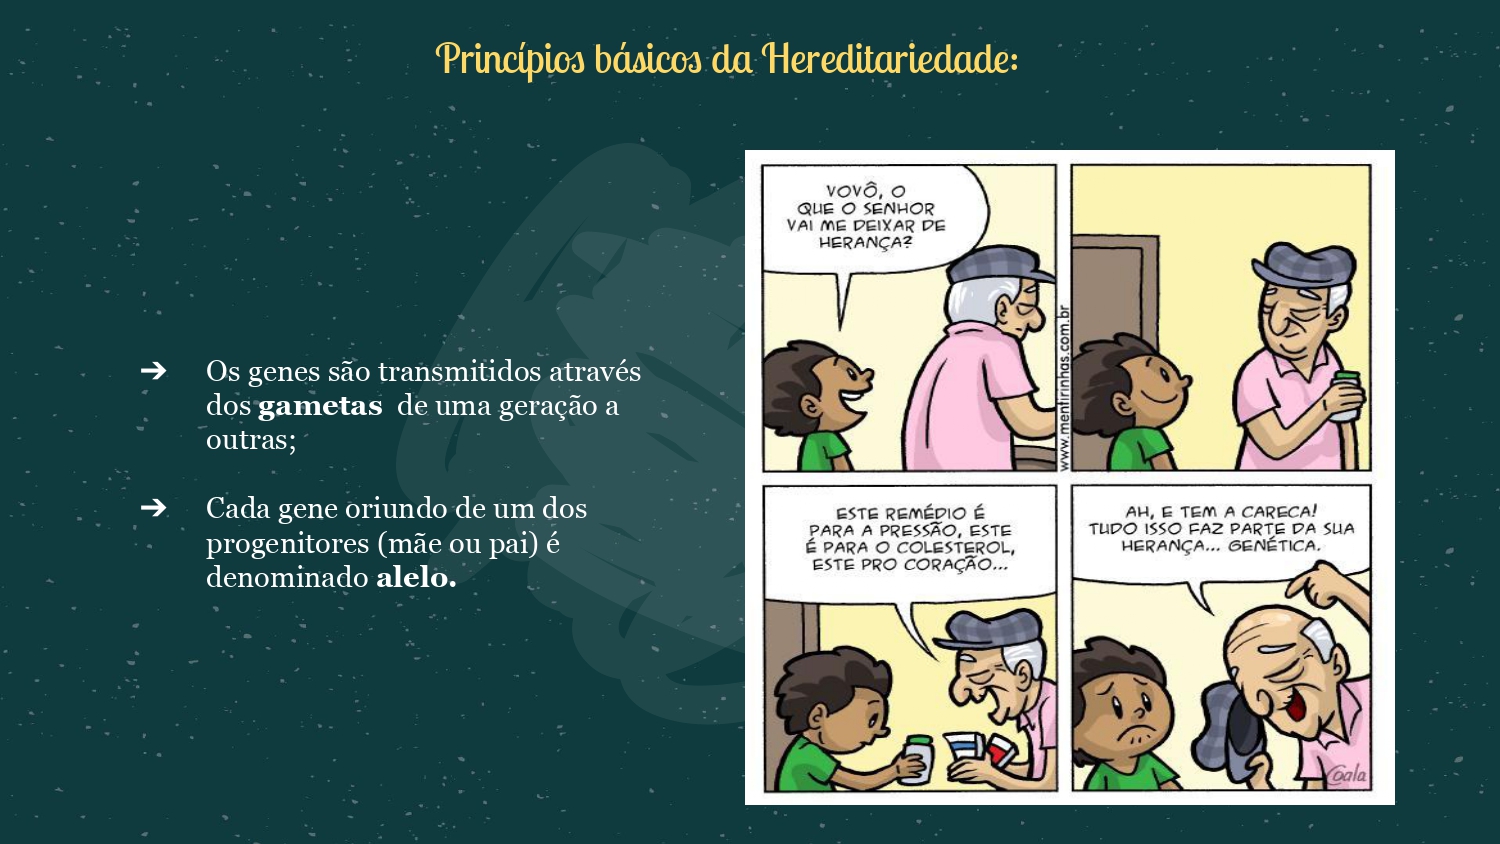 Princípios básicos da Hereditariedade:
➔ Os genes são transmitidos através
dos gametas de uma geração a
outras;
➔ Cada gene oriundo de um dos
progenitores (mãe ou pai) é
denominado alelo.
VOVÔ, O
QUE O SENHOR
VAI ME DEIXAR DE
HERANÇA?
www.mentirinhas.com.br
ESTE REMÉDIO É
PARA A PRESSÃO, ESTE
É PARA O COLESTEROL,
ESTE PRO CORAÇÃO...
AH, E TEM A CARECA!
TUDO ISSO FAZ PARTE DA SUA
HERANÇA... GENÉTICA.
Coala